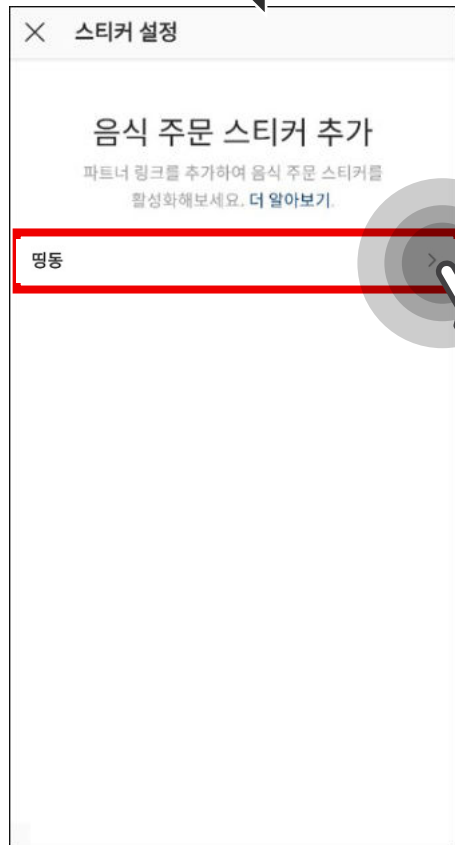 스티커 설정
음식 주문 스티커 추가
파트너 링크를 추가하여 음식 주문 스티커를
활성화해보세요. 더 알아보기.
띵동